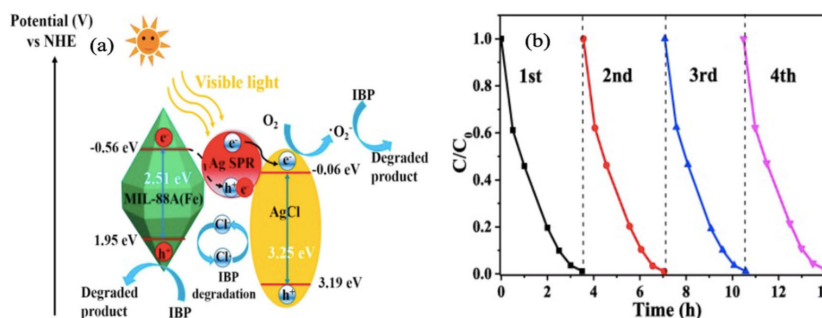 Potential (V)
vs NHE
(a)
Visible light
IBP
O₂
·O₂⁻
Degraded
product
e⁻
-0.56 eV
Ag SPR
e⁻
e⁻
-0.06 eV
2.51 eV
MIL-88A(Fe)
h⁺ e⁻
AgCl
Cl·
Cl⁻
1.95 eV
h⁺
IBP
degradation
3.25 eV
3.19 eV
h⁺
Degraded
product
IBP
(b)
1st
2nd
3rd
4th
C/C₀
1.0
0.8
0.6
0.4
0.2
0.0
0 2 4 6 8 10 12 14
Time (h)